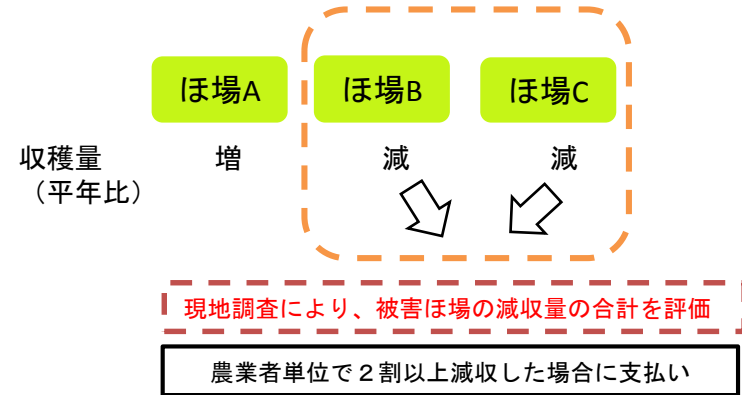 ほ場A ほ場B ほ場C
収穫量 増 減 減
（平年比）
現地調査により、被害ほ場の減収量の合計を評価
農業者単位で２割以上減収した場合に支払い